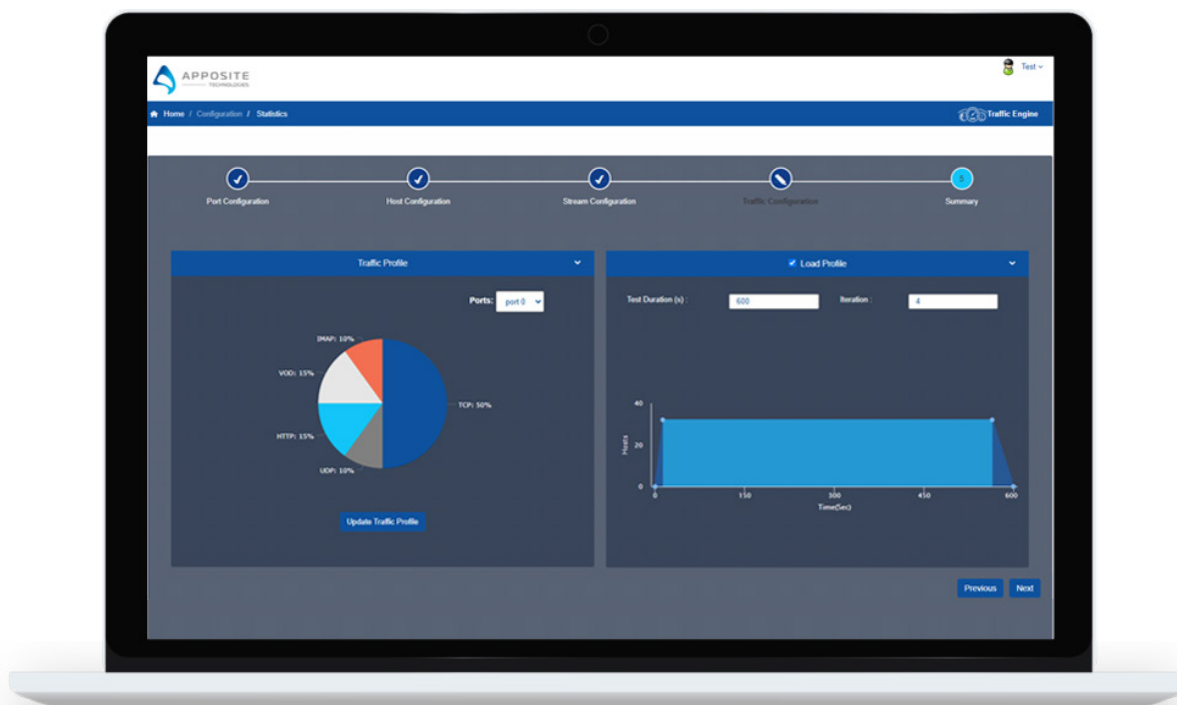 APPOSITE
TECHNOLOGIES
Test
Home / Configuration / Statistics
Traffic Engine
Port Configuration
Host Configuration
Stream Configuration
Traffic Configuration
5
Summary
Traffic Profile
Ports: port 0
IMAP: 10%
VOD: 15%
TCP: 50%
HTTP: 15%
UDP: 10%
Update Traffic Profile
Load Profile
Test Duration (s) : 600 Iteration : 4
40
20
0
Hosts
0 150 300 450 600
Time(Sec)
Previous Next